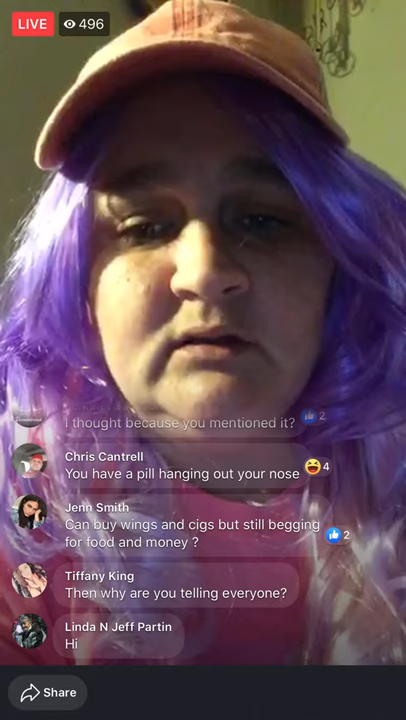 LIVE 496
I thought because you mentioned it? 2
Chris Cantrell
You have a pill hanging out your nose 4
Jenn Smith
Can buy wings and cigs but still begging
for food and money ? 2
Tiffany King
Then why are you telling everyone?
Linda N Jeff Partin
Hi
Share